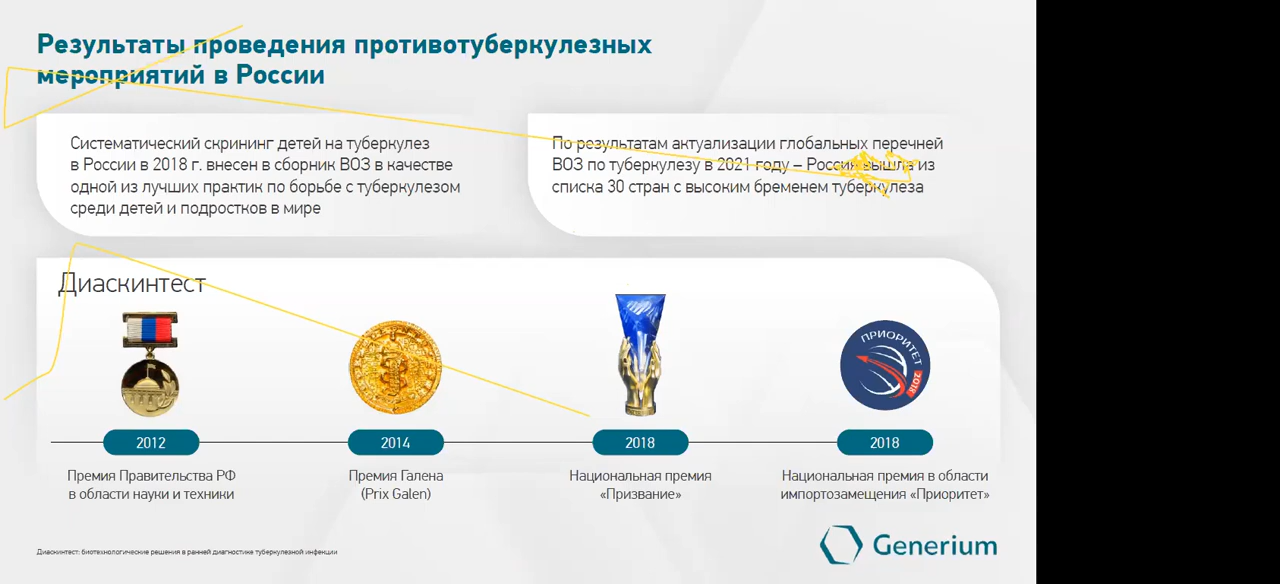 Результаты проведения противотуберкулезных
мероприятий в России
Систематический скрининг детей на туберкулез
в России в 2018 г. внесен в сборник ВОЗ в качестве
одной из лучших практик по борьбе с туберкулезом
среди детей и подростков в мире
По результатам актуализации глобальных перечней
ВОЗ по туберкулезу в 2021 году – Россия вышла из
списка 30 стран с высоким бременем туберкулеза
Диаскинтест
ПРИОРИТЕТ
2018
2012
2014
2018
2018
Премия Правительства РФ
в области науки и техники
Премия Галена
(Prix Galen)
Национальная премия
«Призвание»
Национальная премия в области
импортозамещения «Приоритет»
Диаскинтест: биотехнологические решения в ранней диагностике туберкулезной инфекции
Generium